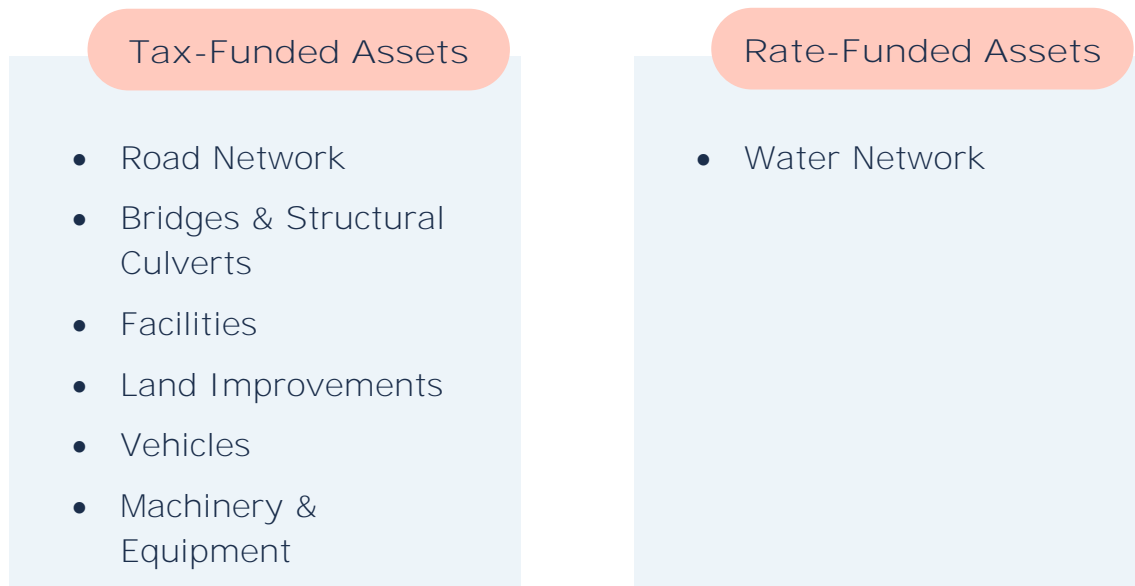 Tax-Funded Assets
• Road Network
• Bridges & Structural
Culverts
• Facilities
• Land Improvements
• Vehicles
• Machinery &
Equipment
Rate-Funded Assets
• Water Network